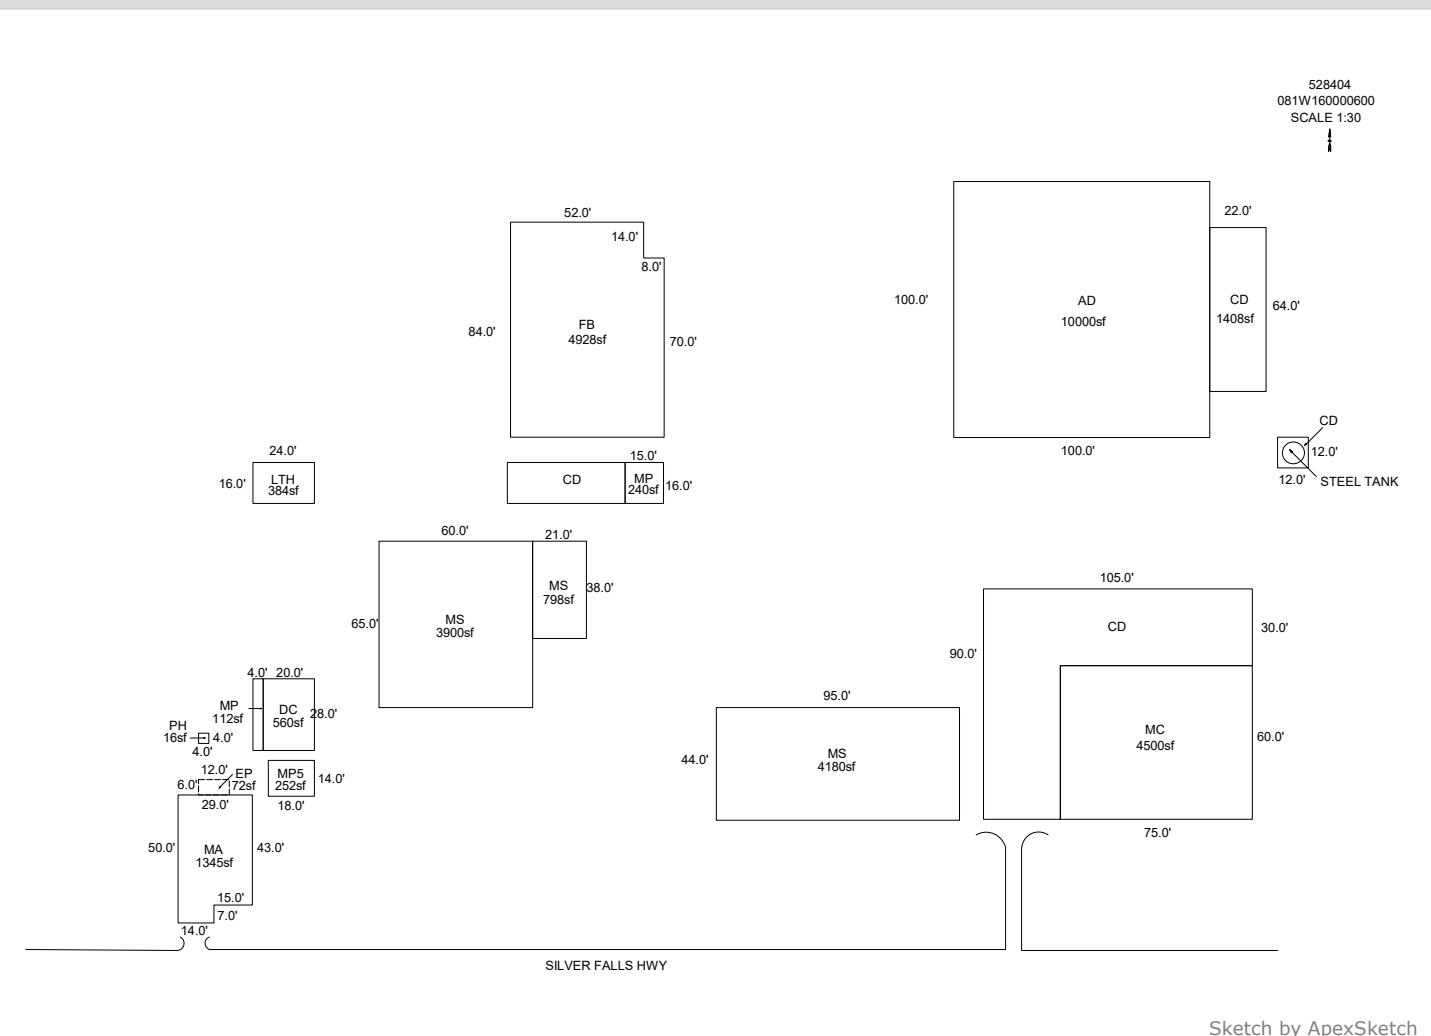 528404
081W160000600
SCALE 1:30
52.0'
14.0'
8.0'
84.0'
FB
4928sf
70.0'
100.0'
AD
10000sf
100.0'
22.0'
CD
1408sf
64.0'
CD
12.0'
12.0'
STEEL TANK
24.0'
16.0'
LTH
384sf
CD
15.0'
MP
240sf
16.0'
60.0'
65.0'
MS
3900sf
21.0'
MS
798sf
38.0'
4.0'
20.0'
MP
112sf
DC
560sf
28.0'
PH
16sf
4.0'
4.0'
12.0'
6.0'
EP
72sf
MP5
252sf
14.0'
18.0'
29.0'
50.0'
MA
1345sf
43.0'
15.0'
7.0'
14.0'
95.0'
44.0'
MS
4180sf
105.0'
CD
30.0'
90.0'
MC
4500sf
60.0'
75.0'
SILVER FALLS HWY
Sketch by ApexSketch